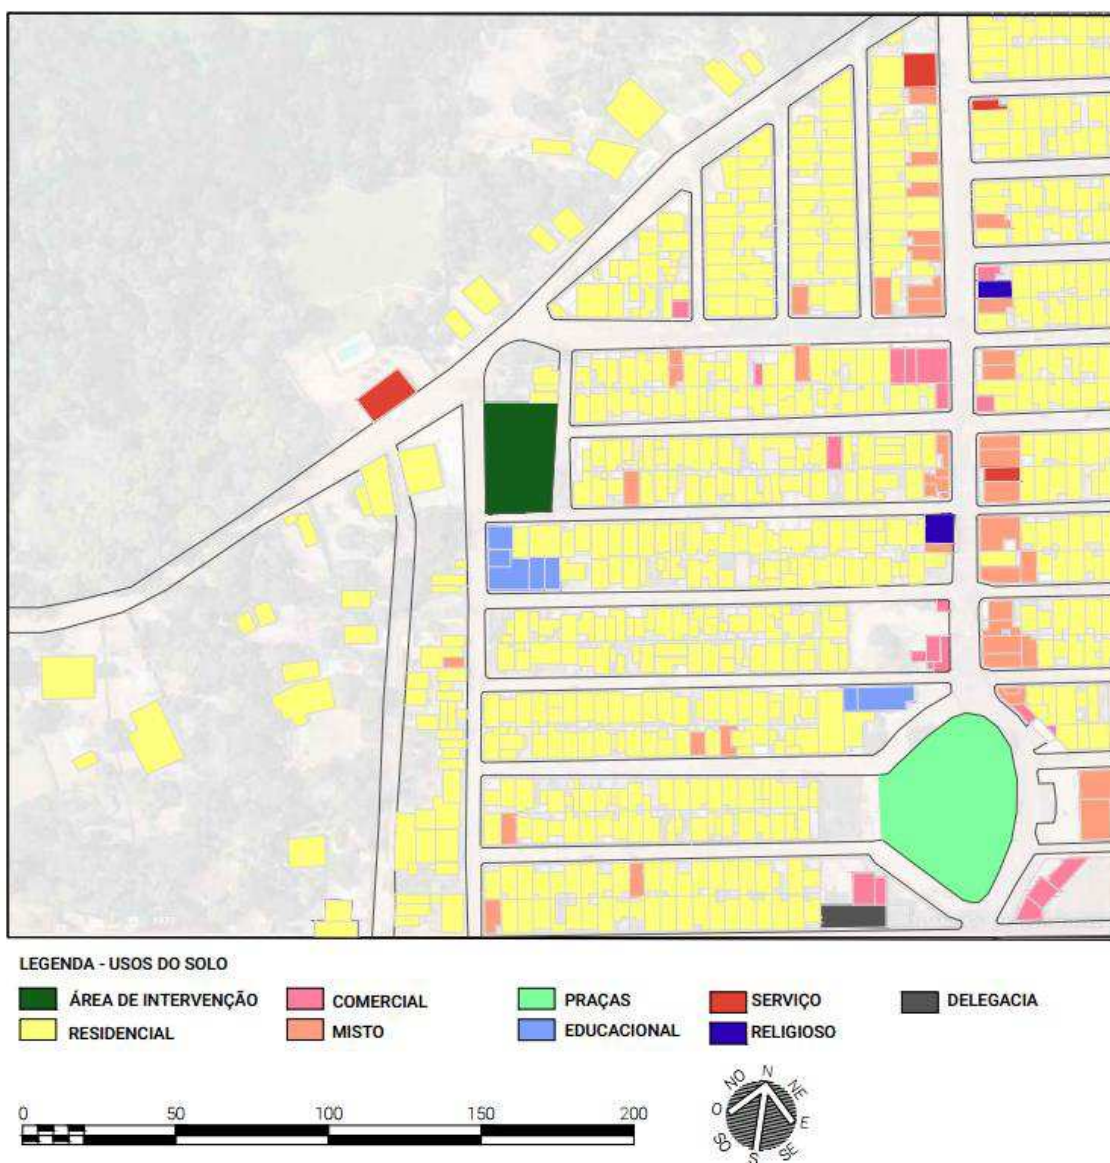 LEGENDA - USOS DO SOLO
ÁREA DE INTERVENÇÃO COMERCIAL PRAÇAS SERVIÇO DELEGACIA
RESIDENCIAL MISTO EDUCACIONAL RELIGIOSO
0 50 100 150 200
NO N NE
O E
SO S SE